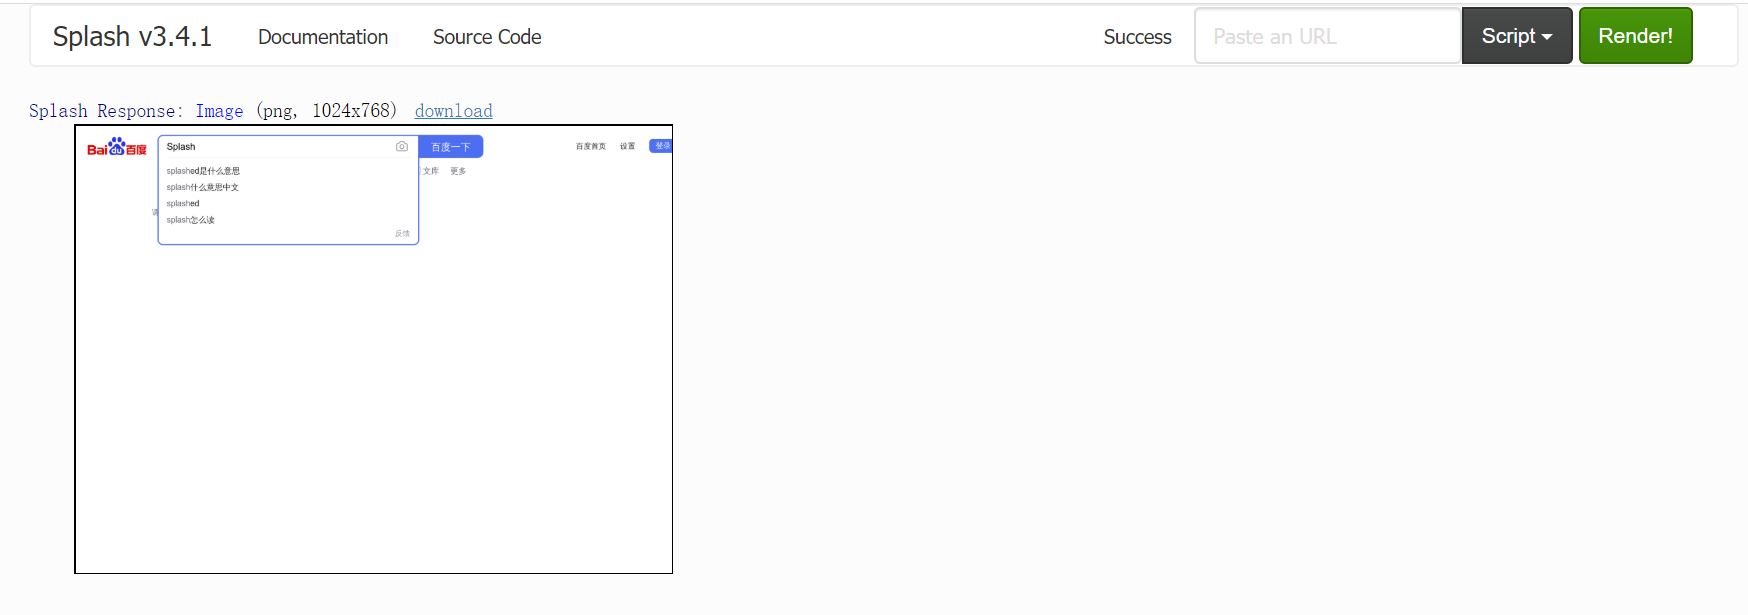 Splash v3.4.1 Documentation Source Code Success Paste an URL Script Render!
Splash Response: Image (png, 1024x768) download
Bai du 百度 Splash 百度一下 百度首页 设置 登录
splashed是什么意思 文库 更多
splash什么意思中文
splashed
splash怎么读
反馈